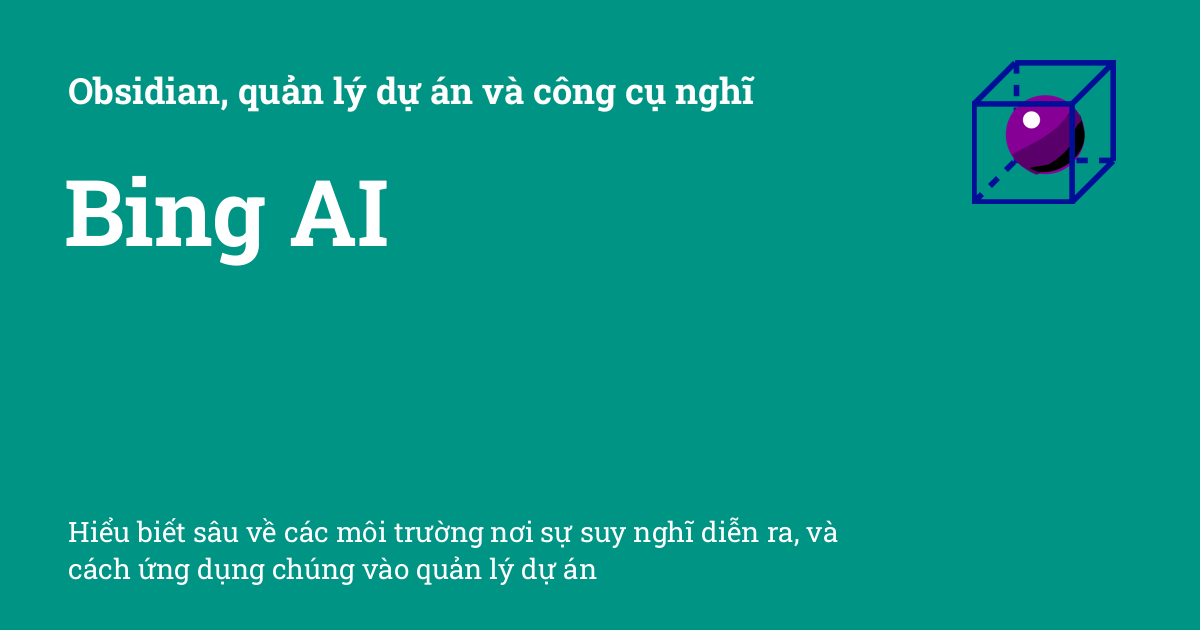 Obsidian, quản lý dự án và công cụ nghĩ
Bing AI
Hiểu biết sâu về các môi trường nơi sự suy nghĩ diễn ra, và
cách ứng dụng chúng vào quản lý dự án